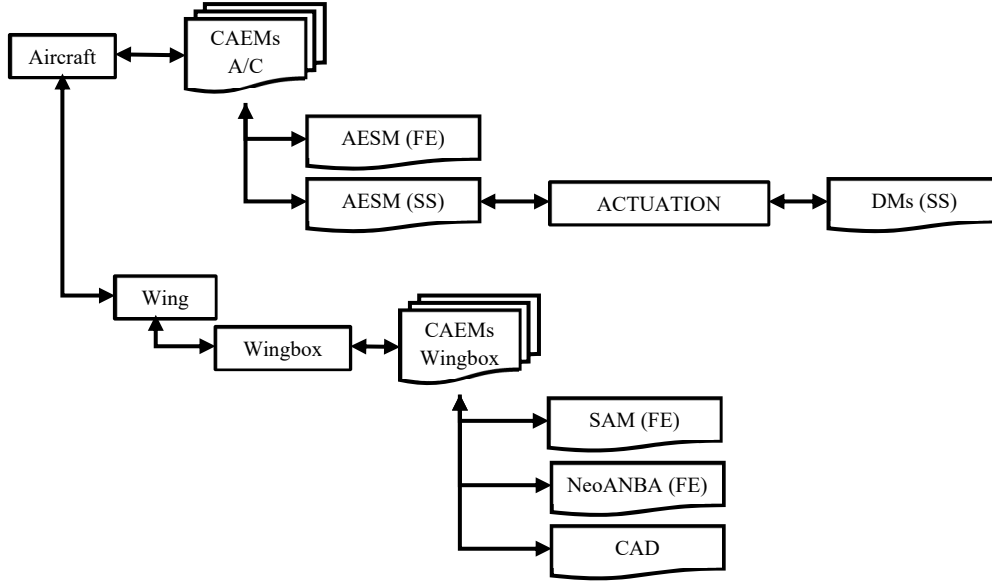 Aircraft
CAEMs
A/C
AESM (FE)
AESM (SS)
ACTUATION
DMs (SS)
Wing
Wingbox
CAEMs
Wingbox
SAM (FE)
NeoANBA (FE)
CAD